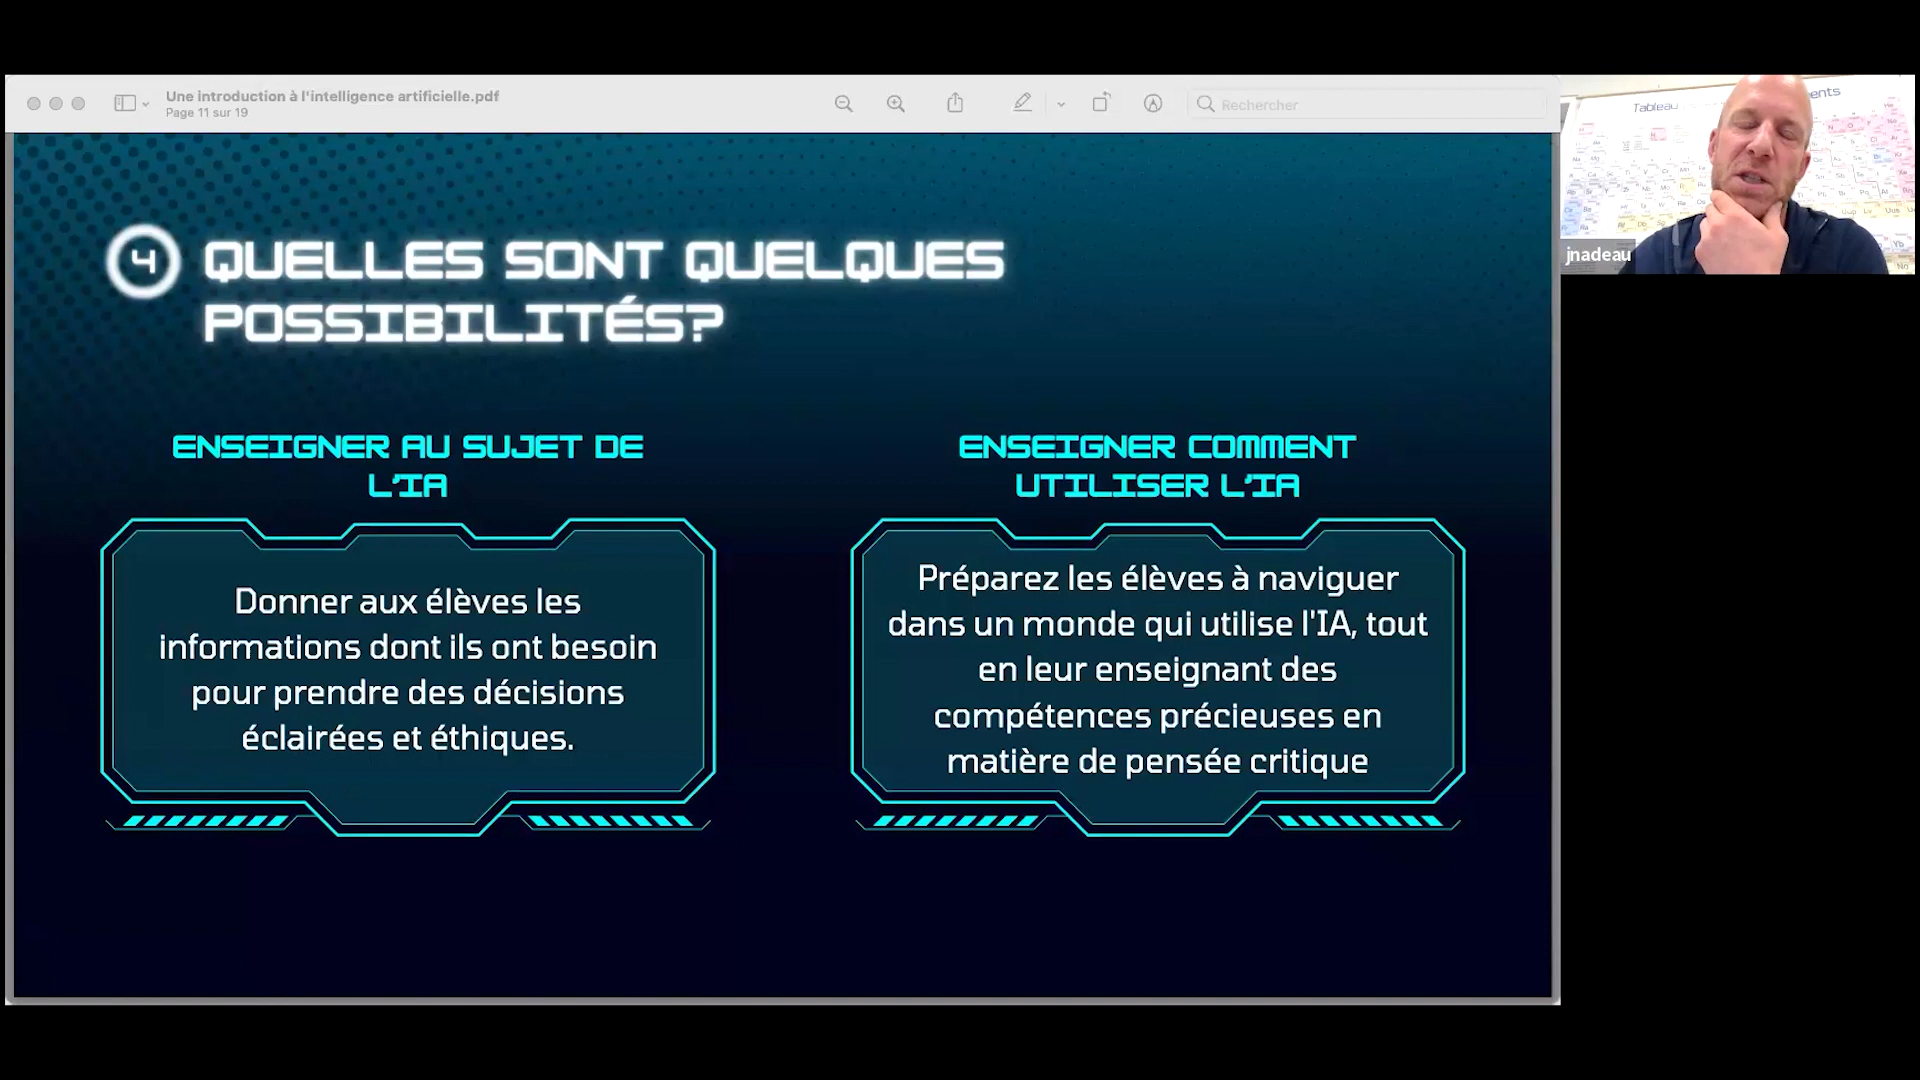 Une introduction à l'intelligence artificielle.pdf
Page 11 sur 19
Rechercher
4 QUELLES SONT QUELQUES
POSSIBILITÉS?
ENSEIGNER AU SUJET DE
L'IA
Donner aux élèves les
informations dont ils ont besoin
pour prendre des décisions
éclairées et éthiques.
ENSEIGNER COMMENT
UTILISER L'IA
Préparez les élèves à naviguer
dans un monde qui utilise l'IA, tout
en leur enseignant des
compétences précieuses en
matière de pensée critique
Tableau
jnadeau